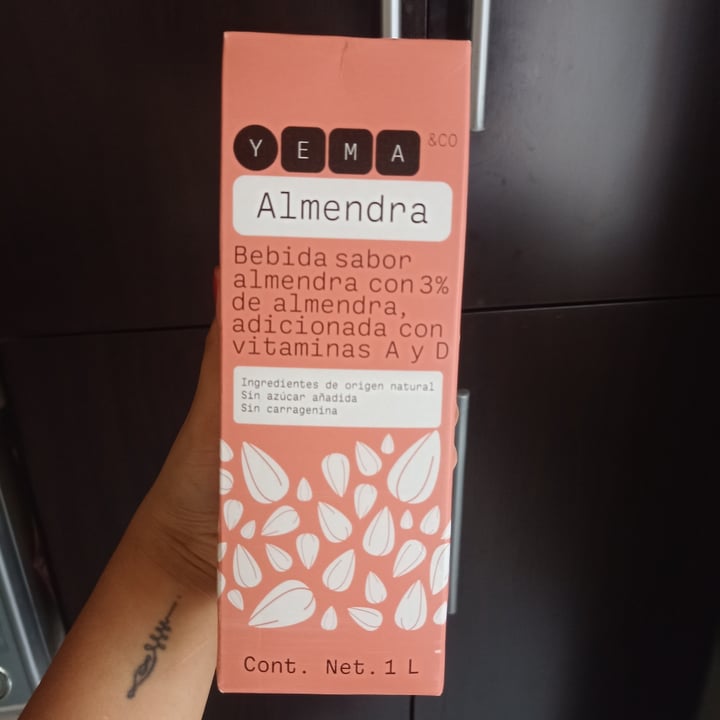 YEMA &CO
Almendra
Bebida sabor
almendra con 3%
de almendra,
adicionada con
vitaminas A y D
Ingredientes de origen natural
Sin azúcar añadida
Sin carragenina
Cont. Net. 1 L